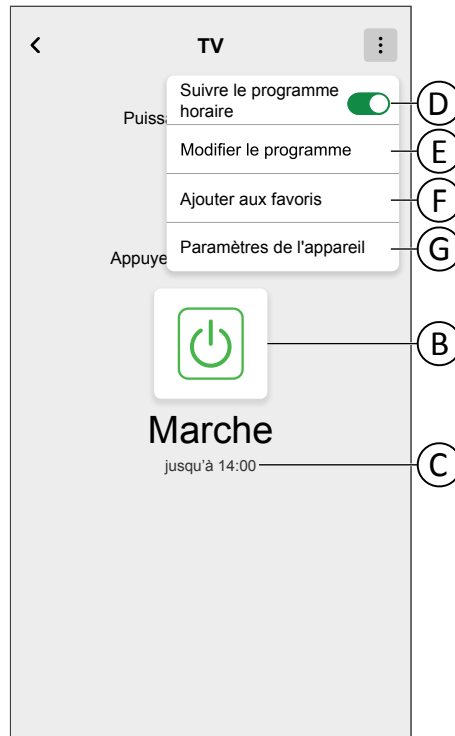 TV
Suivre le programme
horaire
D
Puissa
Modifier le programme
E
Ajouter aux favoris
F
Appuye
Paramètres de l'appareil
G
B
Marche
jusqu'à 14:00
C